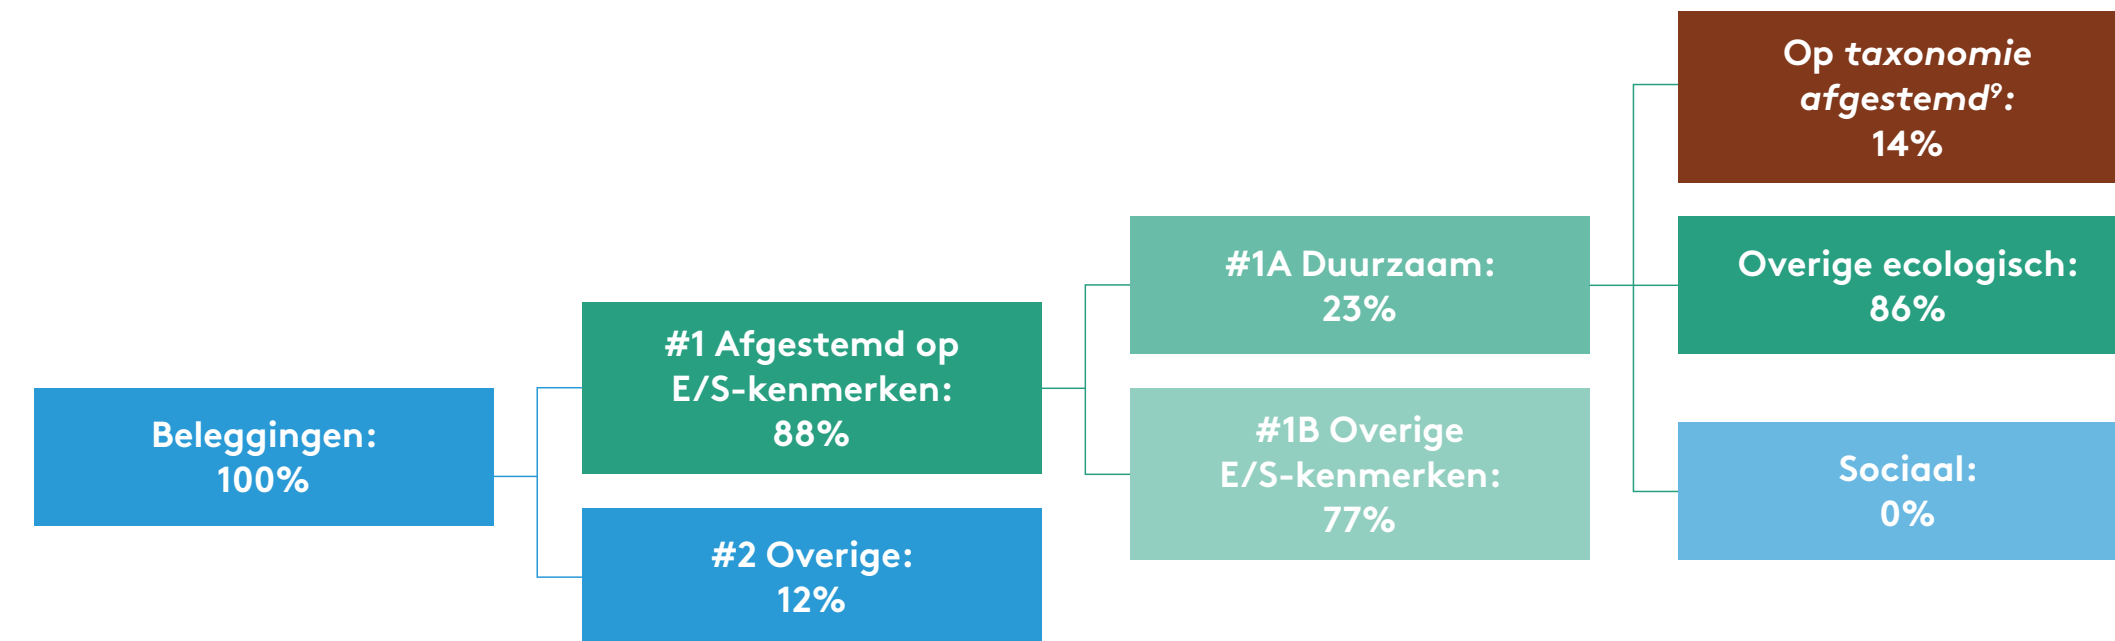 Beleggingen:
100%
#1 Afgestemd op
E/S-kenmerken:
88%
#2 Overige:
12%
#1A Duurzaam:
23%
#1B Overige
E/S-kenmerken:
77%
Op taxonomie
afgestemd⁹:
14%
Overige ecologisch:
86%
Sociaal:
0%